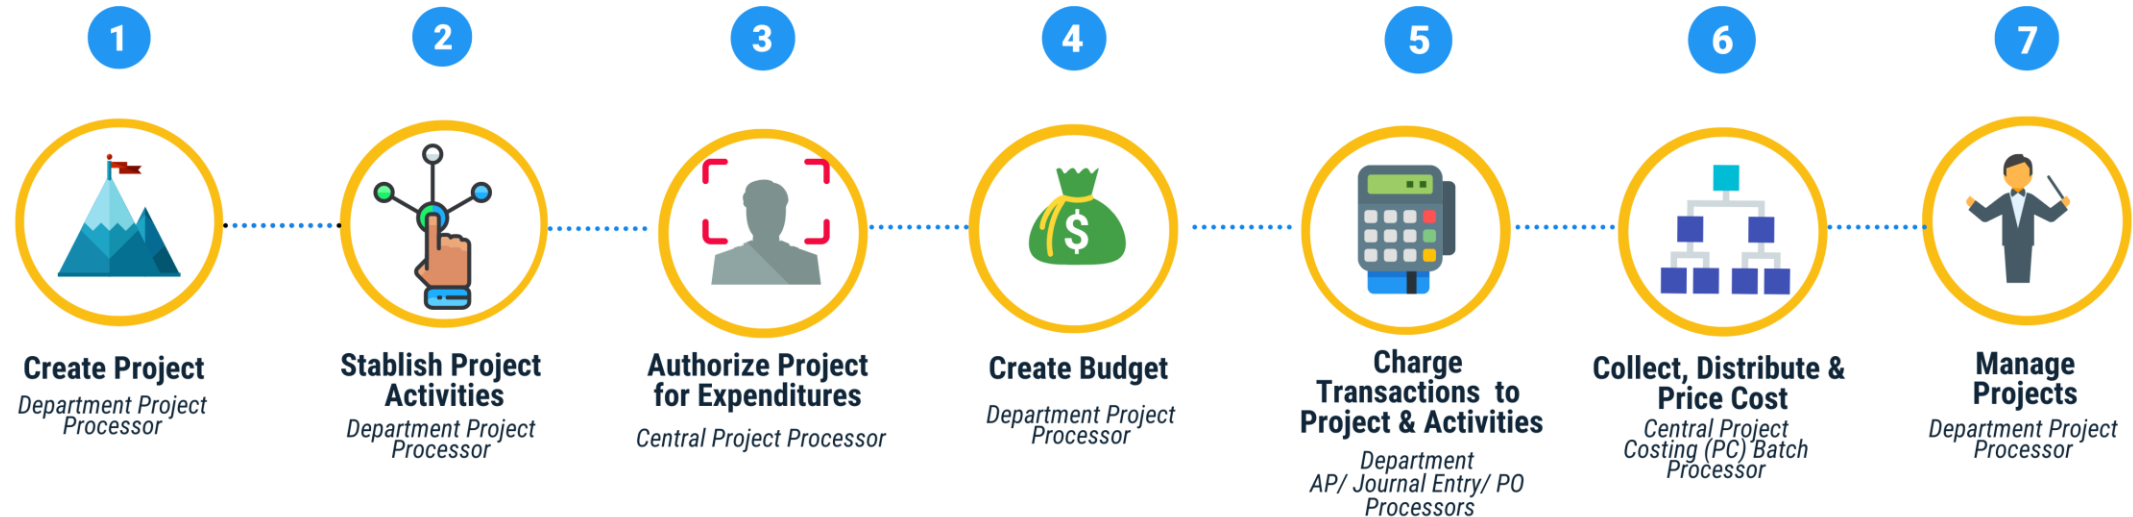 1
2
3
4
5
6
7
$
Create Project
Department Project
Processor
Stablish Project
Activities
Department Project
Processor
Authorize Project
for Expenditures
Central Project Processor
Create Budget
Department Project
Processor
Charge
Transactions to
Project & Activities
Department
AP/ Journal Entry/ PO
Processors
Collect, Distribute &
Price Cost
Central Project
Costing (PC) Batch
Processor
Manage
Projects
Department Project
Processor